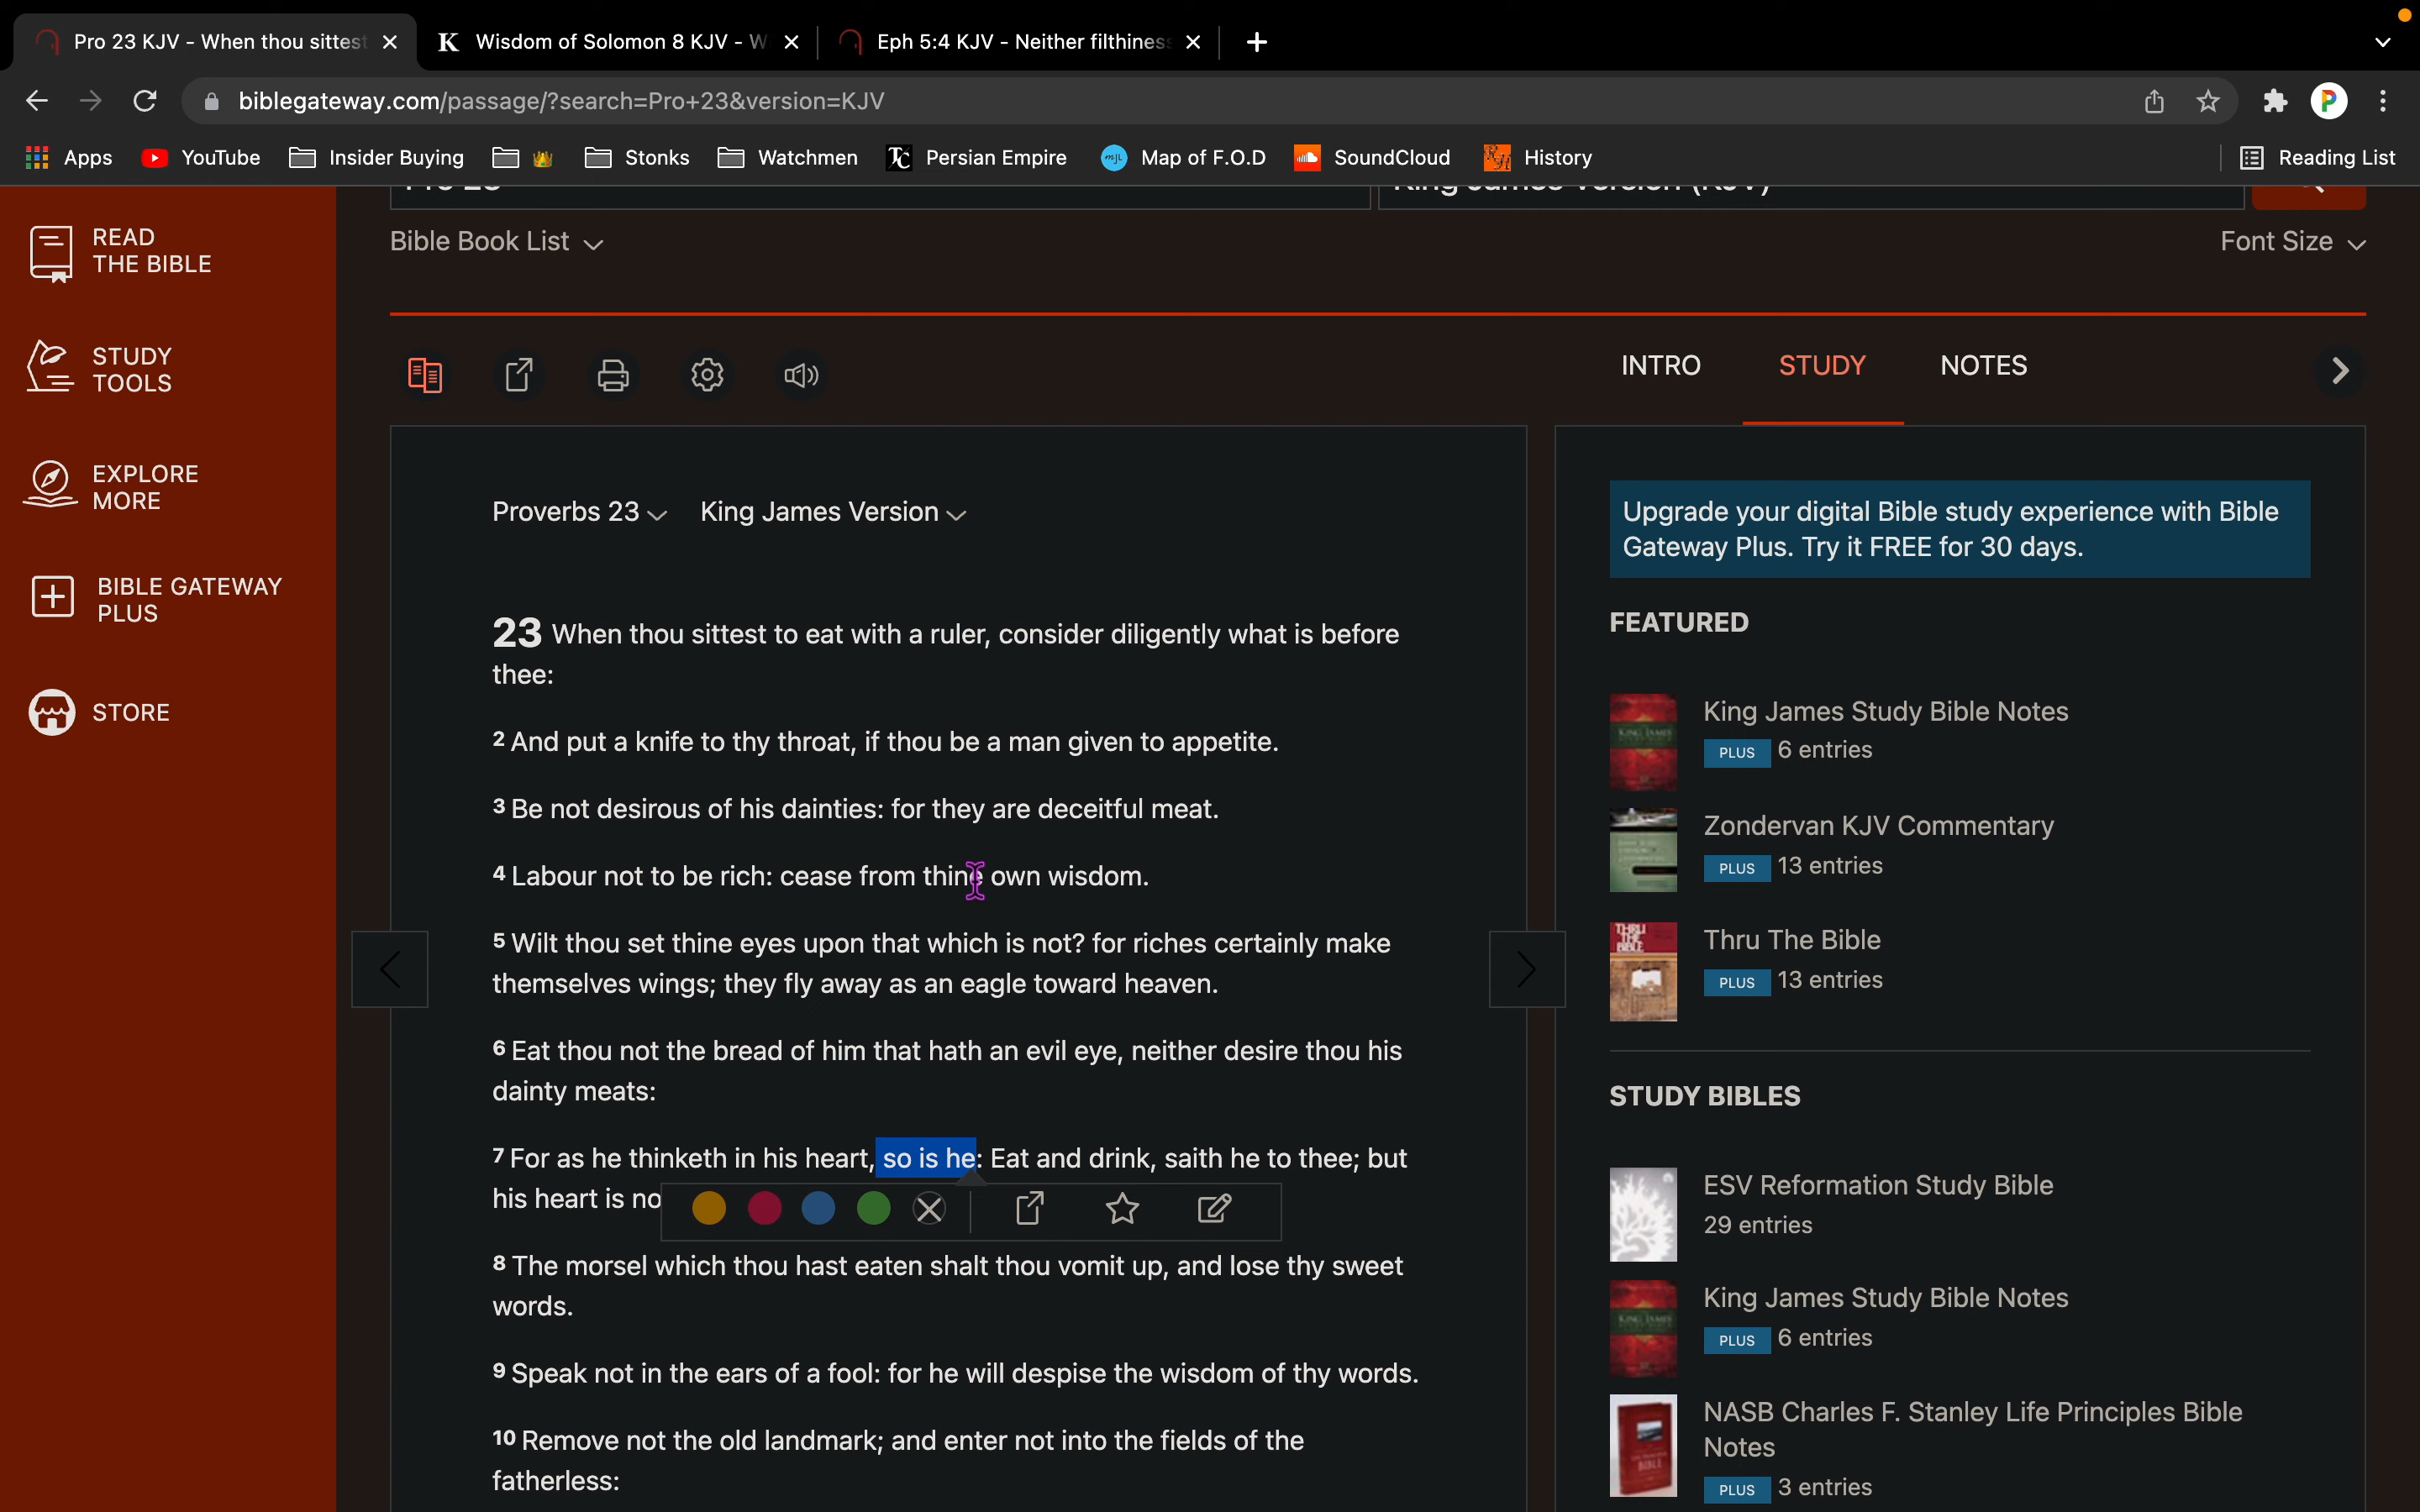 Pro 23 KJV - When thou sittest
Wisdom of Solomon 8 KJV - W
Eph 5:4 KJV - Neither filthiness
biblegateway.com/passage/?search=Pro+23&version=KJV
P
Apps
YouTube
Insider Buying
Stonks
Watchmen
Persian Empire
Map of F.O.D
SoundCloud
History
Reading List
Pro 23
King James Version (KJV)
READ
THE BIBLE
STUDY
TOOLS
EXPLORE
MORE
BIBLE GATEWAY
PLUS
STORE
Bible Book List
Font Size
INTRO
STUDY
NOTES
Proverbs 23
King James Version
23 When thou sittest to eat with a ruler, consider diligently what is before
thee:
2 And put a knife to thy throat, if thou be a man given to appetite.
3 Be not desirous of his dainties: for they are deceitful meat.
4 Labour not to be rich: cease from thine own wisdom.
5 Wilt thou set thine eyes upon that which is not? for riches certainly make
themselves wings; they fly away as an eagle toward heaven.
6 Eat thou not the bread of him that hath an evil eye, neither desire thou his
dainty meats:
7 For as he thinketh in his heart, so is he: Eat and drink, saith he to thee; but
his heart is no
8 The morsel which thou hast eaten shalt thou vomit up, and lose thy sweet
words.
9 Speak not in the ears of a fool: for he will despise the wisdom of thy words.
10 Remove not the old landmark; and enter not into the fields of the
fatherless:
Upgrade your digital Bible study experience with Bible
Gateway Plus. Try it FREE for 30 days.
FEATURED
King James Study Bible Notes
PLUS 6 entries
Zondervan KJV Commentary
PLUS 13 entries
Thru The Bible
PLUS 13 entries
STUDY BIBLES
ESV Reformation Study Bible
29 entries
King James Study Bible Notes
PLUS 6 entries
NASB Charles F. Stanley Life Principles Bible
Notes
PLUS 3 entries